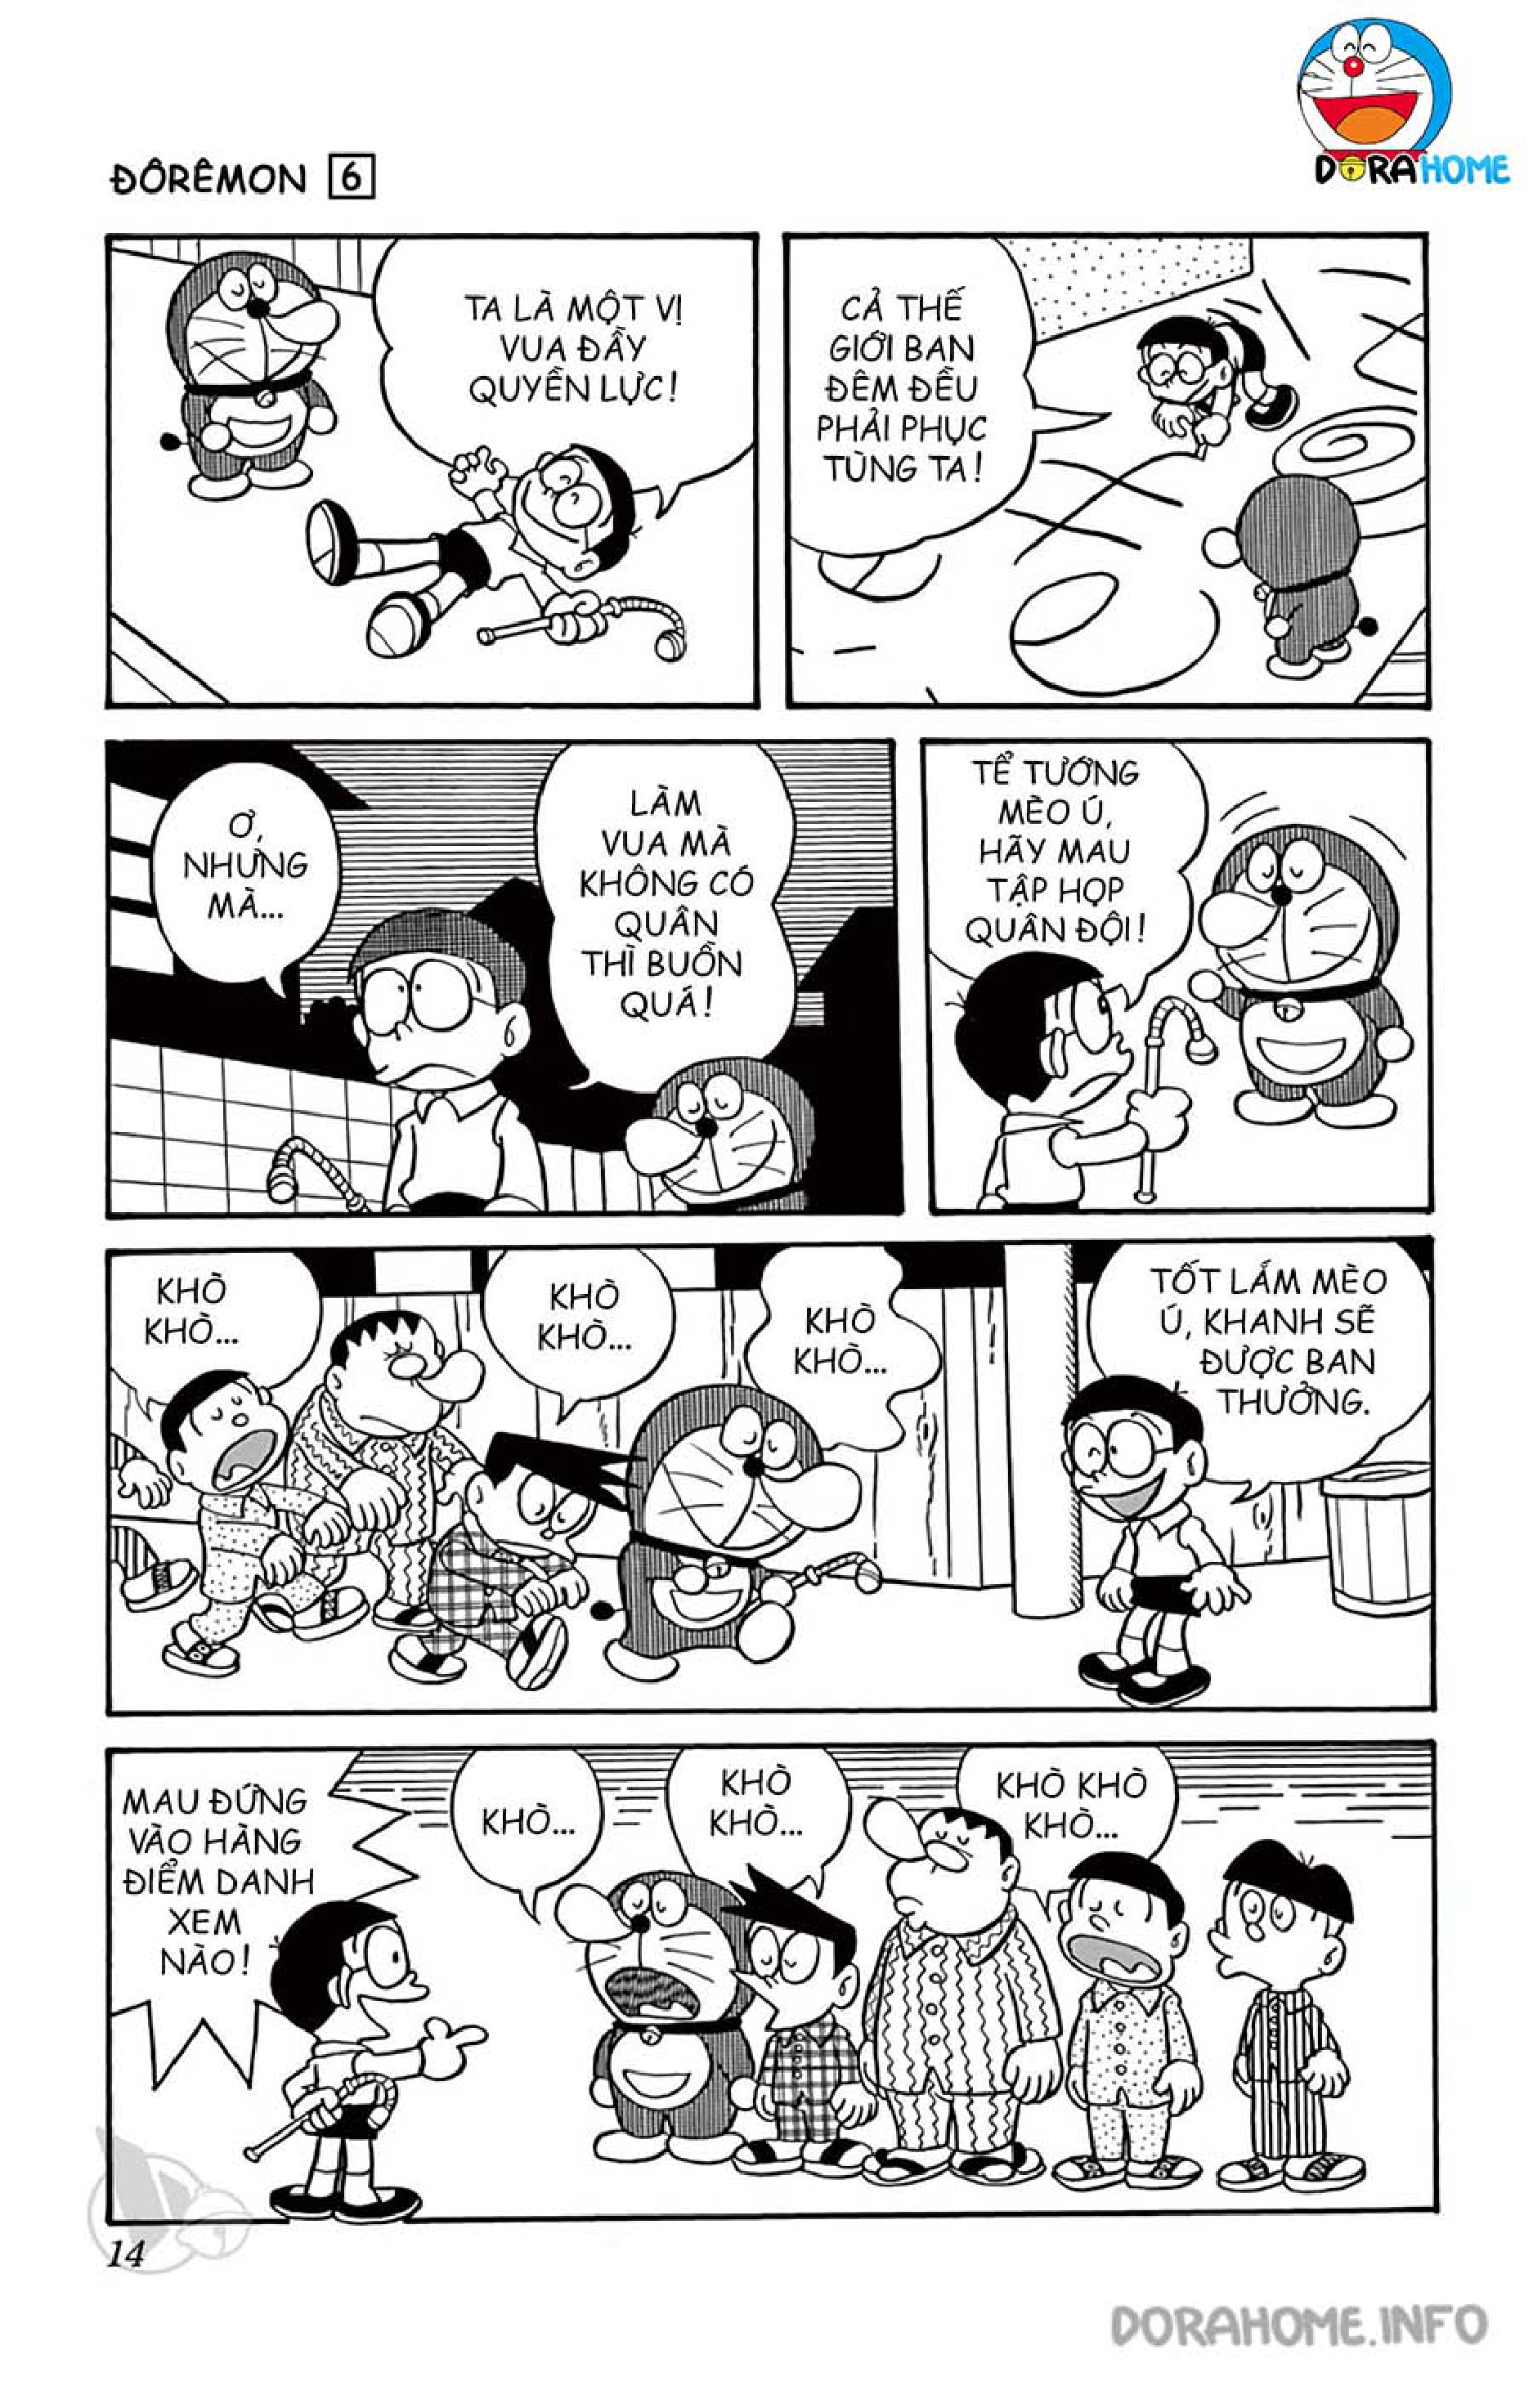 DORAHOME
ĐÔRÊMON 6
TA LÀ MỘT VỊ
VUA ĐẦY
QUYỀN LỰC!
CẢ THẾ
GIỚI BAN
ĐÊM ĐỀU
PHẢI PHỤC
TÙNG TA!
Ơ,
NHƯNG
MÀ...
LÀM
VUA MÀ
KHÔNG CÓ
QUÂN
THÌ BUỒN
QUÁ!
TỂ TƯỚNG
MÈO Ú,
HÃY MAU
TẬP HỌP
QUÂN ĐỘI!
KHÒ
KHÒ...
KHÒ
KHÒ...
KHÒ
KHÒ...
TỐT LẮM MÈO
Ú, KHANH SẼ
ĐƯỢC BAN
THƯỞNG.
MAU ĐỨNG
VÀO HÀNG
ĐIỂM DANH
XEM
NÀO!
KHÒ...
KHÒ
KHÒ...
KHÒ KHÒ
KHÒ...
14
DORAHOME.INFO